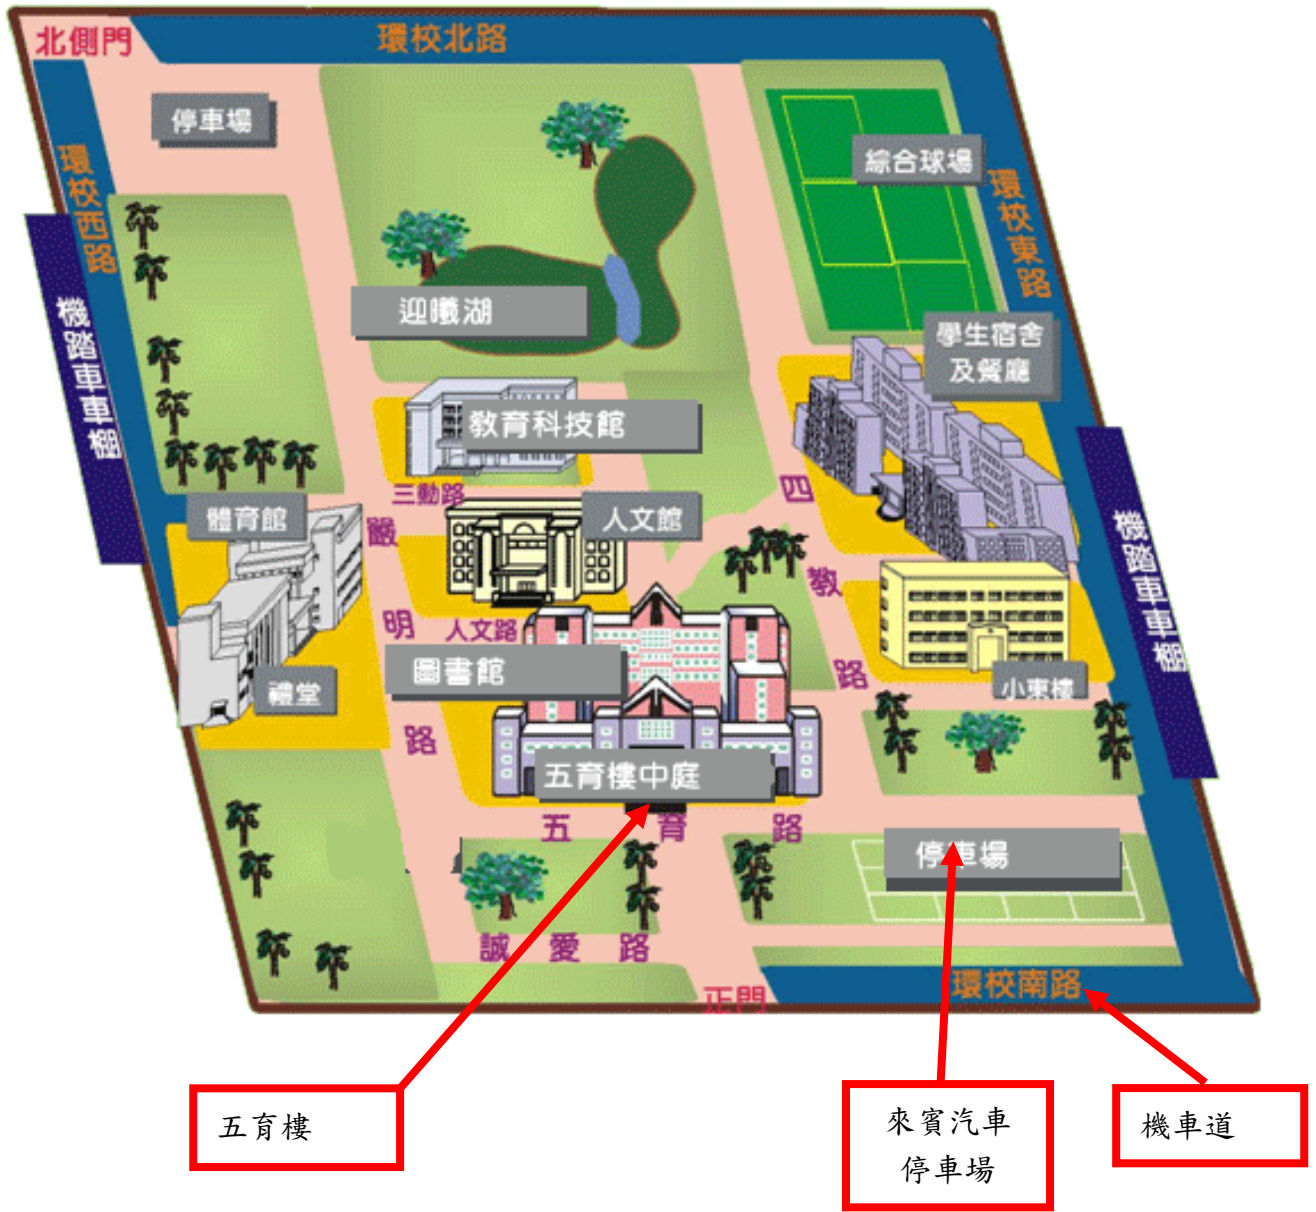 北側門
環校北路
停車場
綜合球場
環校西路
環校東路
機踏車車棚
迎曦湖
學生宿舍
及餐廳
教育科技館
三動路
四教路
體育館
人文館
嚴明路
機踏車車棚
人文路
圖書館
禮堂
小東樓
五育樓中庭
五育路
停車場
誠愛路
正門
環校南路
五育樓
來賓汽車
停車場
機車道